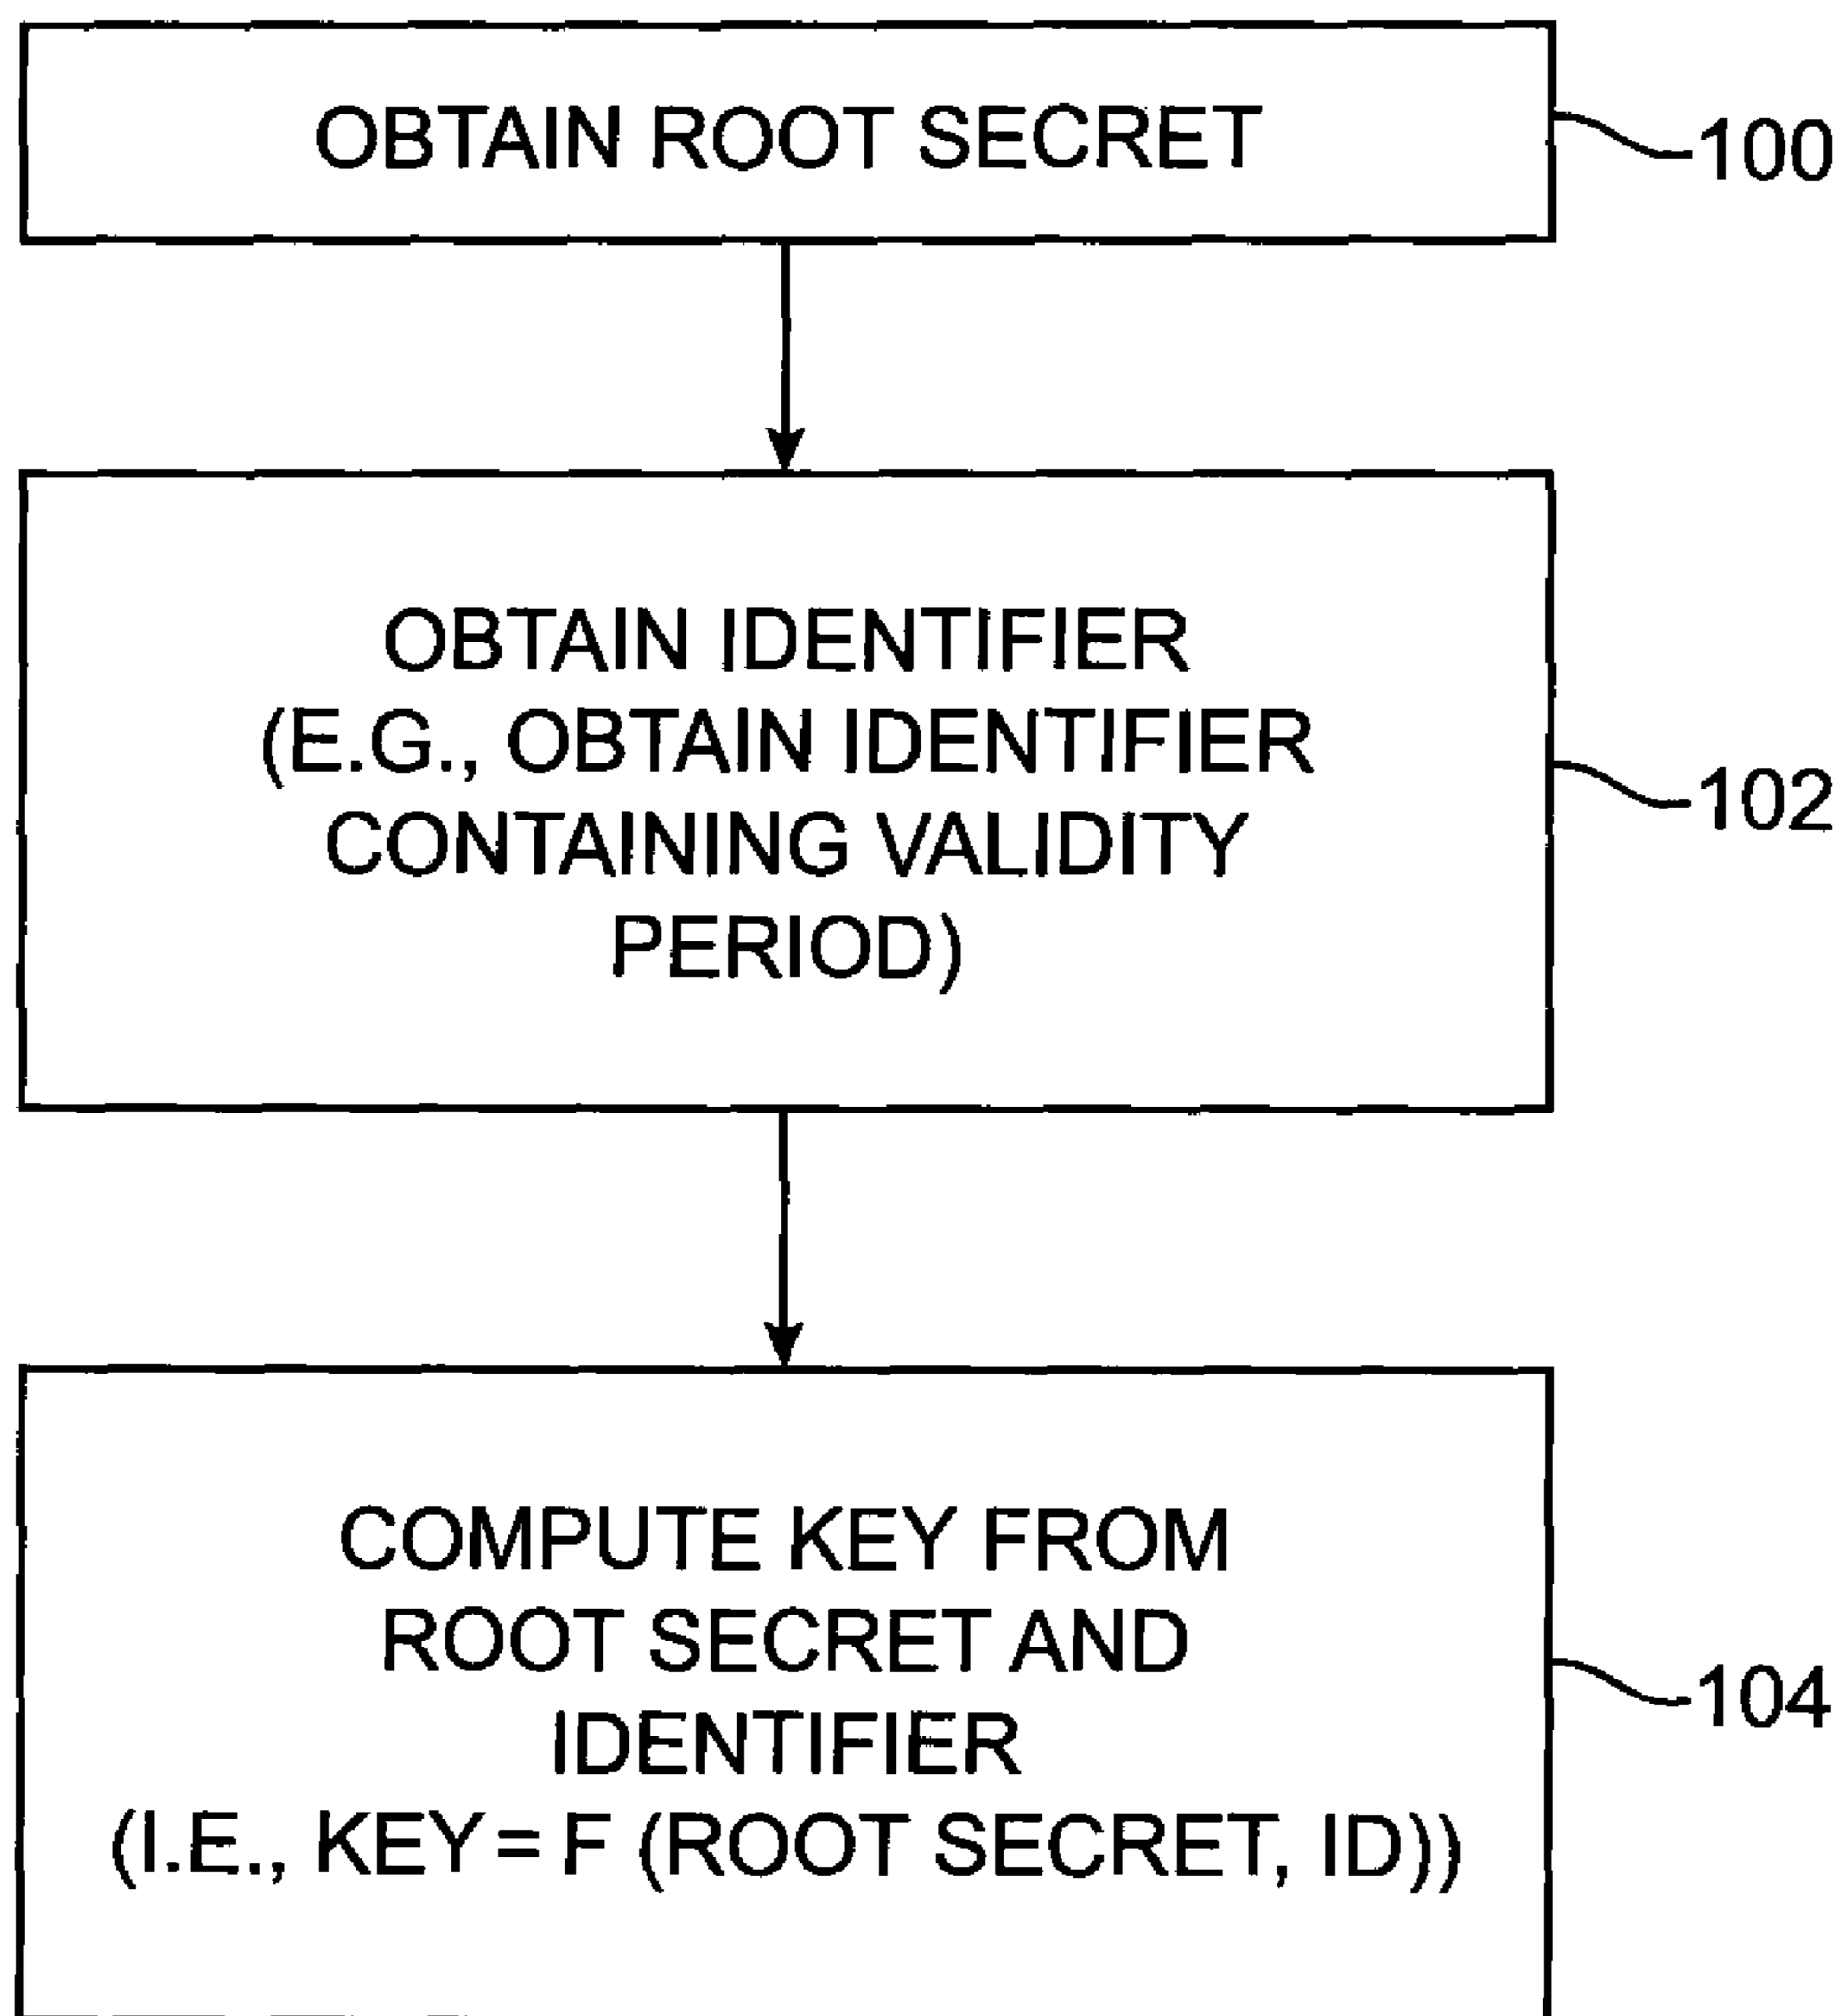 OBTAIN ROOT SECRET
100
OBTAIN IDENTIFIER
(E.G., OBTAIN IDENTIFIER
CONTAINING VALIDITY
PERIOD)
102
COMPUTE KEY FROM
ROOT SECRET AND
IDENTIFIER
(I.E., KEY = F (ROOT SECRET, ID))
104